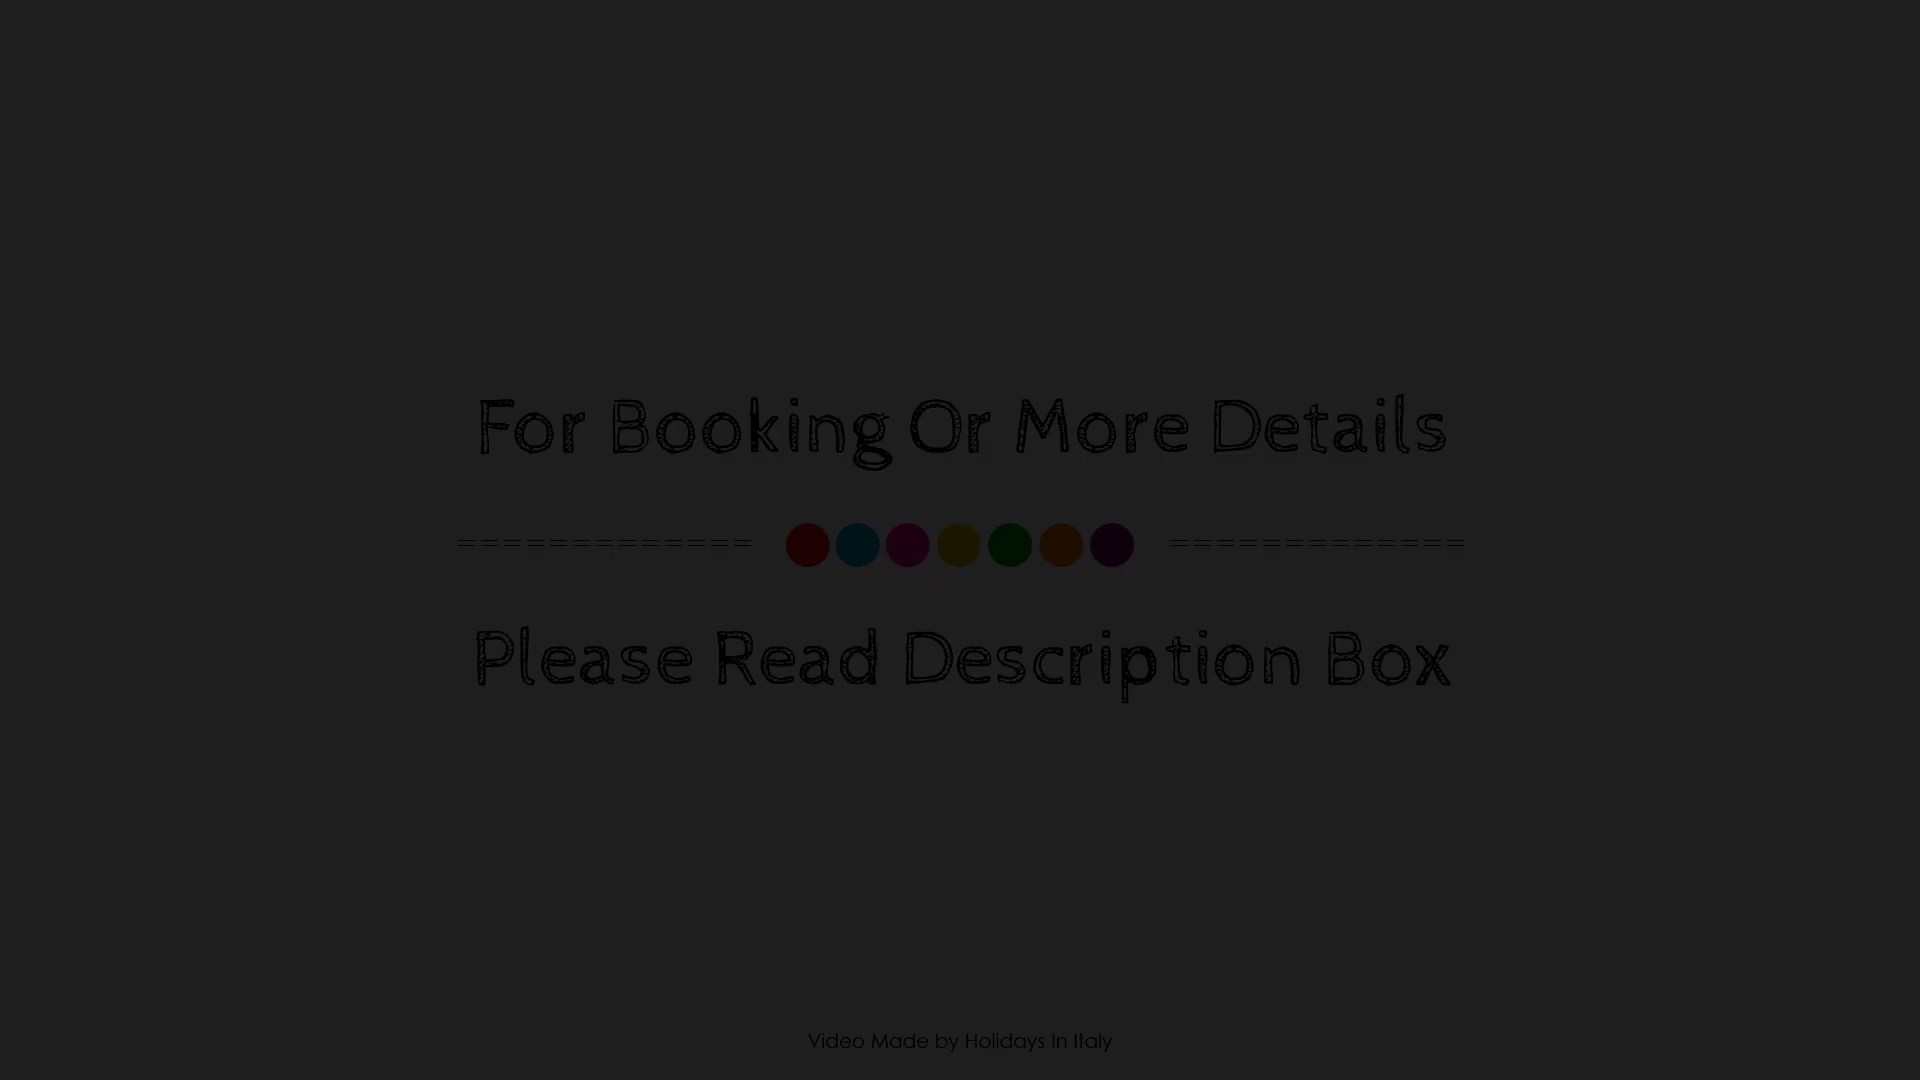 For Booking Or More Details
============= =============
Please Read Description Box
Video Made by Holidays In Italy